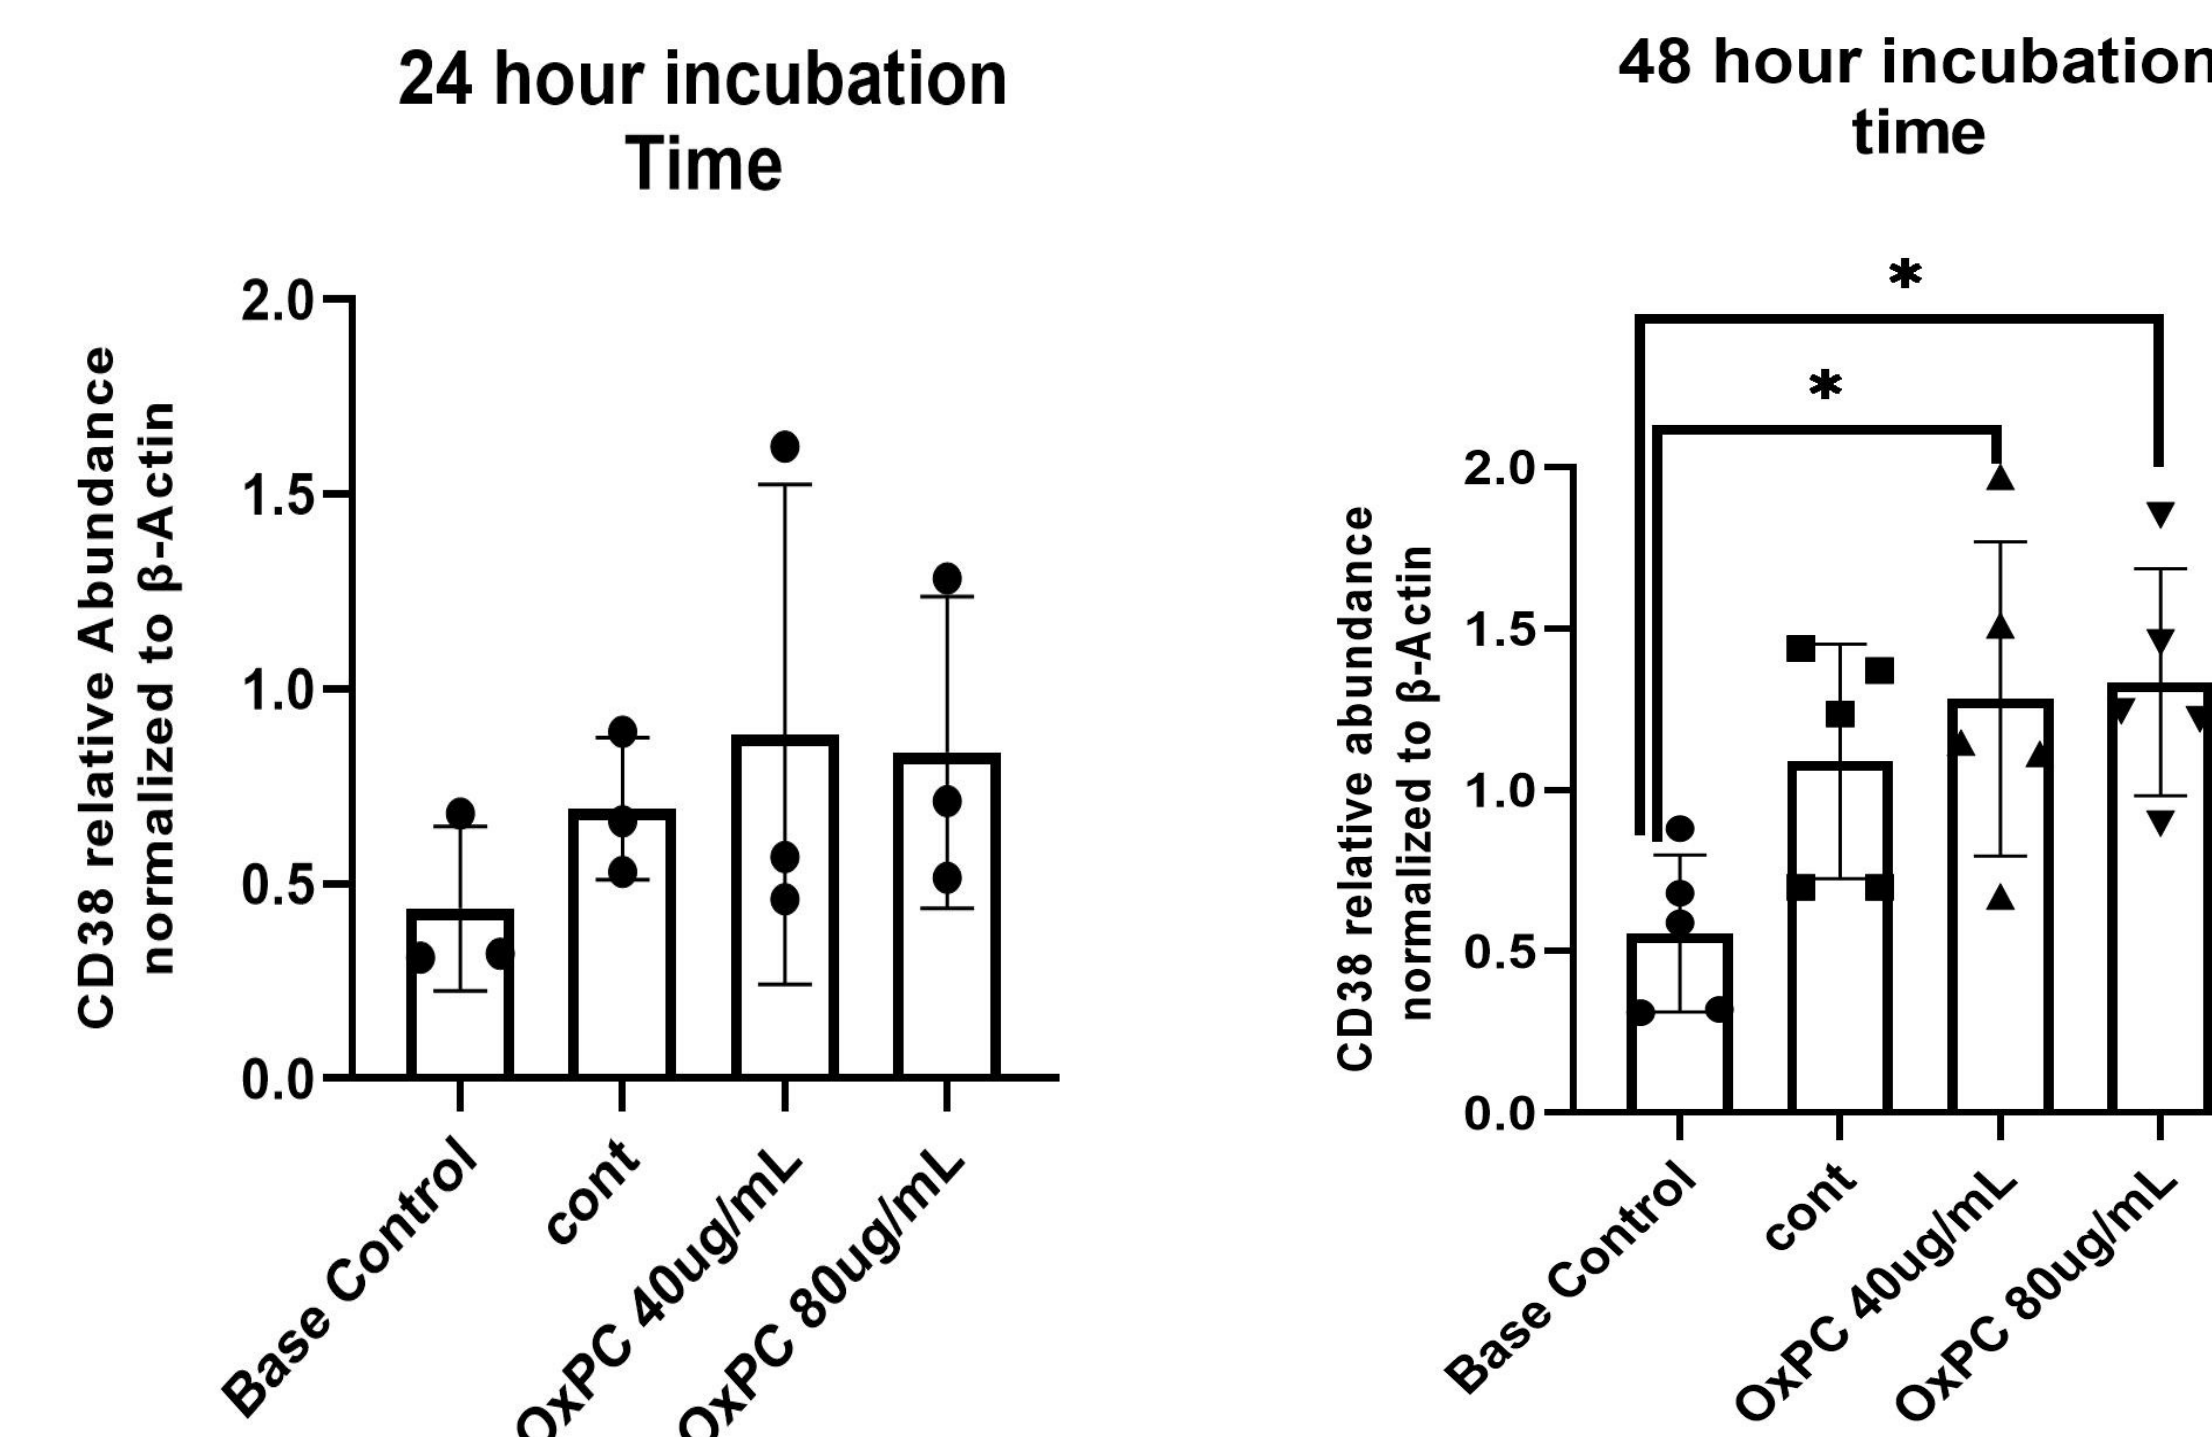 24 hour incubation
Time
CD38 relative Abundance
normalized to β-Actin
2.0
1.5
1.0
0.5
0.0
Base Control
cont
OxPC 40ug/mL
OxPC 80ug/mL
48 hour incubation
time
*
*
CD38 relative abundance
normalized to β-Actin
2.0
1.5
1.0
0.5
0.0
Base Control
cont
OxPC 40ug/mL
OxPC 80ug/mL